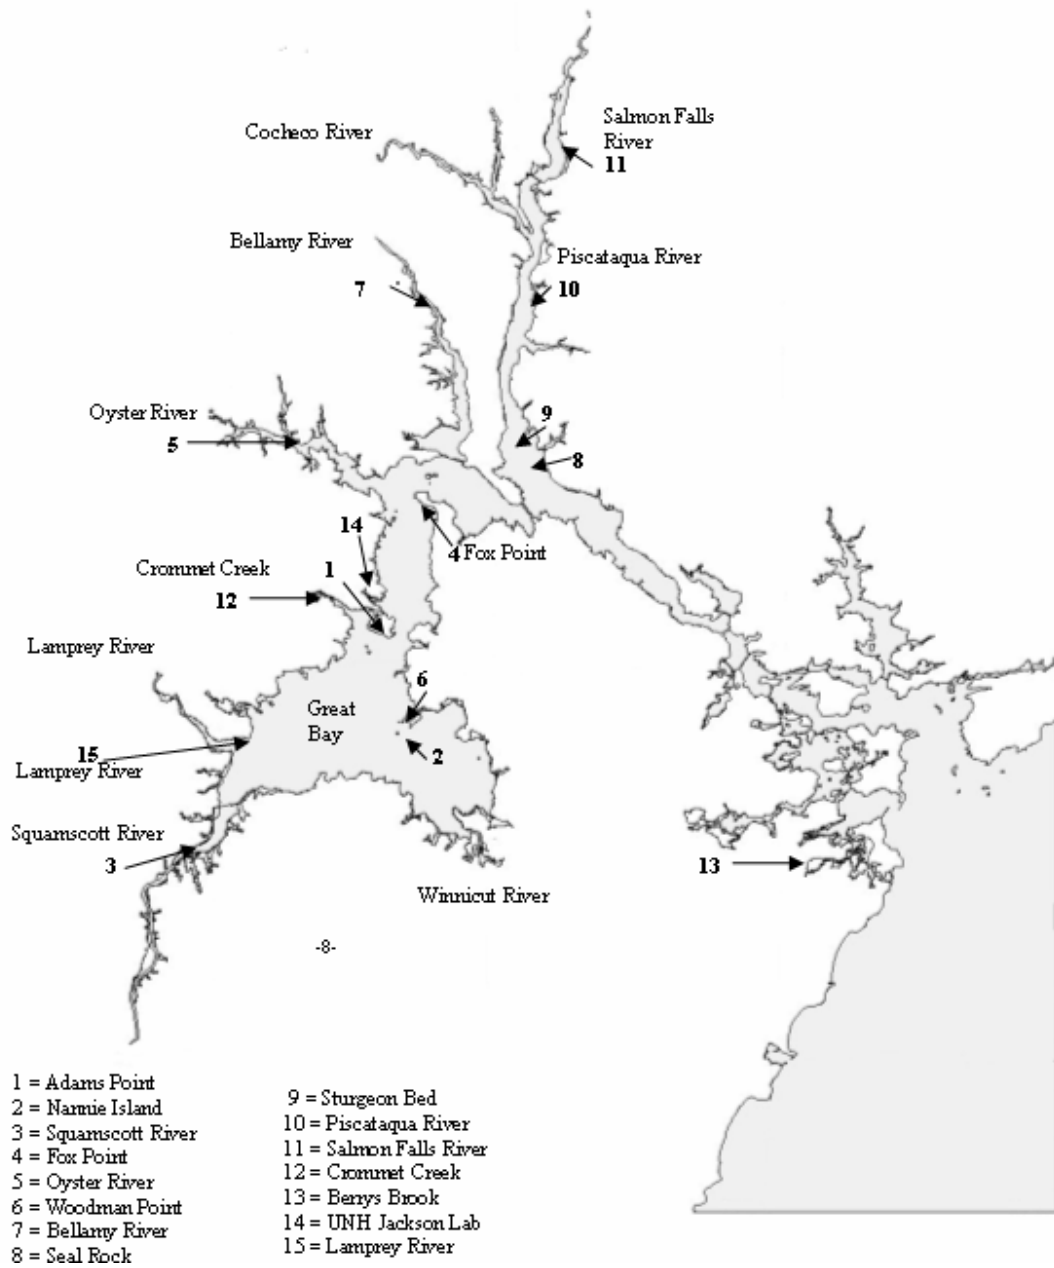 Salmon Falls
River
11
Cocheco River
Bellamy River
7
Piscataqua River
10
Oyster River
5
9
8
14
4 Fox Point
1
Crommet Creek
12
Lamprey River
6
Great
Bay
2
15
Lamprey River
Squamscott River
3
13
Winnicut River
-8-
1 = Adams Point
2 = Nannie Island
3 = Squamscott River
4 = Fox Point
5 = Oyster River
6 = Woodman Point
7 = Bellamy River
8 = Seal Rock
9 = Sturgeon Bed
10 = Piscataqua River
11 = Salmon Falls River
12 = Crommet Creek
13 = Berrys Brook
14 = UNH Jackson Lab
15 = Lamprey River